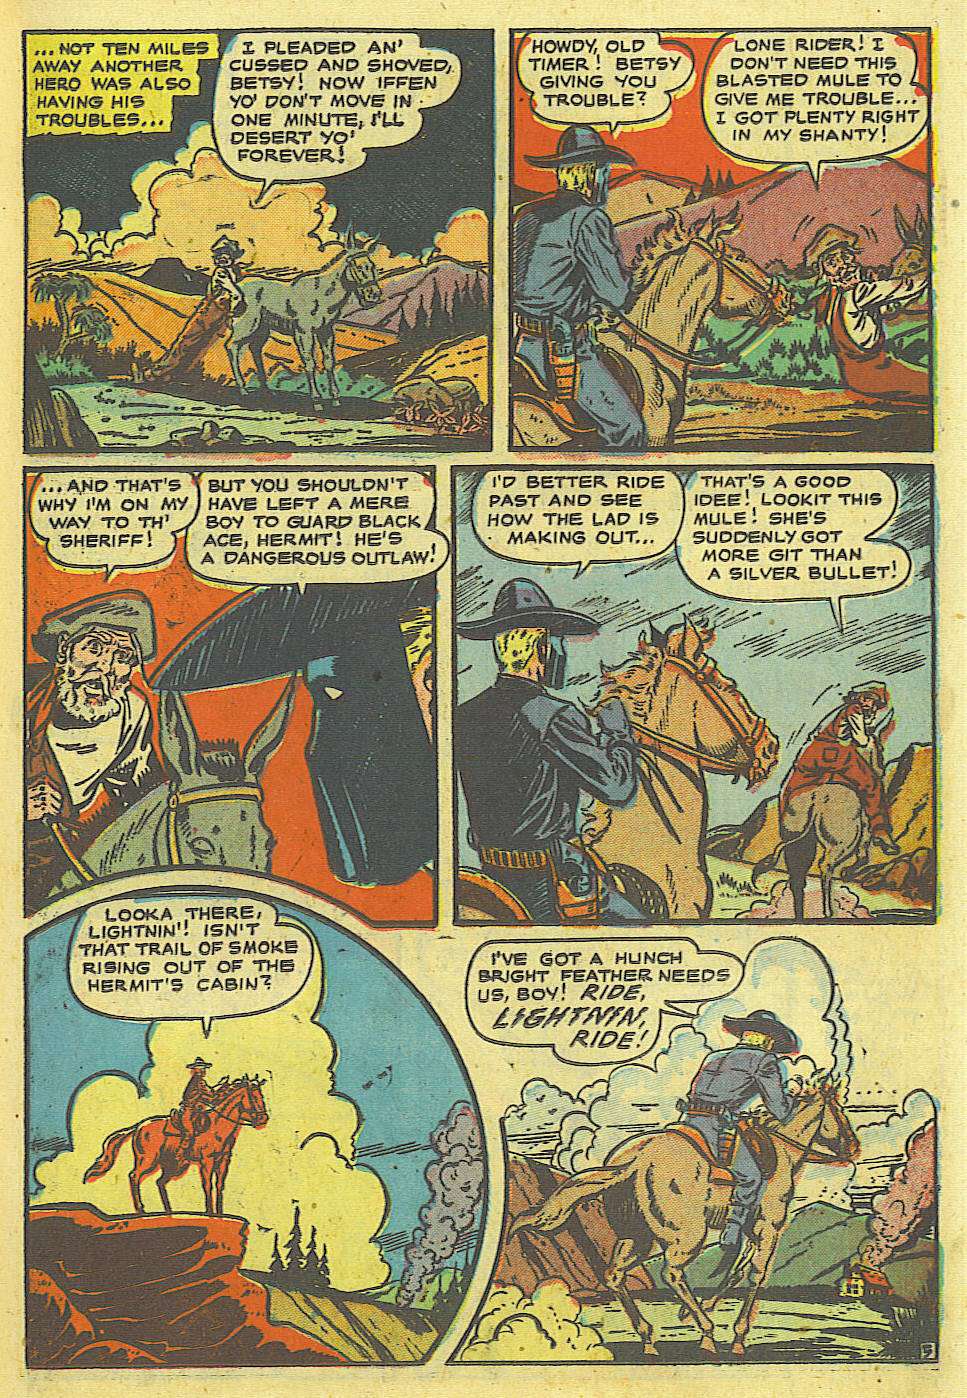 ...NOT TEN MILES
AWAY ANOTHER
HERO WAS ALSO
HAVING HIS
TROUBLES...
I PLEADED AN'
CUSSED AND SHOVED,
BETSY! NOW IFFEN
YO' DON'T MOVE IN
ONE MINUTE, I'LL
DESERT YO'
FOREVER!
HOWDY, OLD
TIMER! BETSY
GIVING YOU
TROUBLE?
LONE RIDER! I
DON'T NEED THIS
BLASTED MULE TO
GIVE ME TROUBLE...
I GOT PLENTY RIGHT
IN MY SHANTY!
...AND THAT'S
WHY I'M ON MY
WAY TO TH'
SHERIFF!
BUT YOU SHOULDN'T
HAVE LEFT A MERE
BOY TO GUARD BLACK
ACE, HERMIT! HE'S
A DANGEROUS OUTLAW!
I'D BETTER RIDE
PAST AND SEE
HOW THE LAD IS
MAKING OUT...
THAT'S A GOOD
IDEE! LOOKIT THIS
MULE! SHE'S
SUDDENLY GOT
MORE GIT THAN
A SILVER BULLET!
LOOKA THERE,
LIGHTNIN'! ISN'T
THAT TRAIL OF SMOKE
RISING OUT OF THE
HERMIT'S CABIN?
I'VE GOT A HUNCH
BRIGHT FEATHER NEEDS
US, BOY! RIDE,
LIGHTNIN',
RIDE!
5